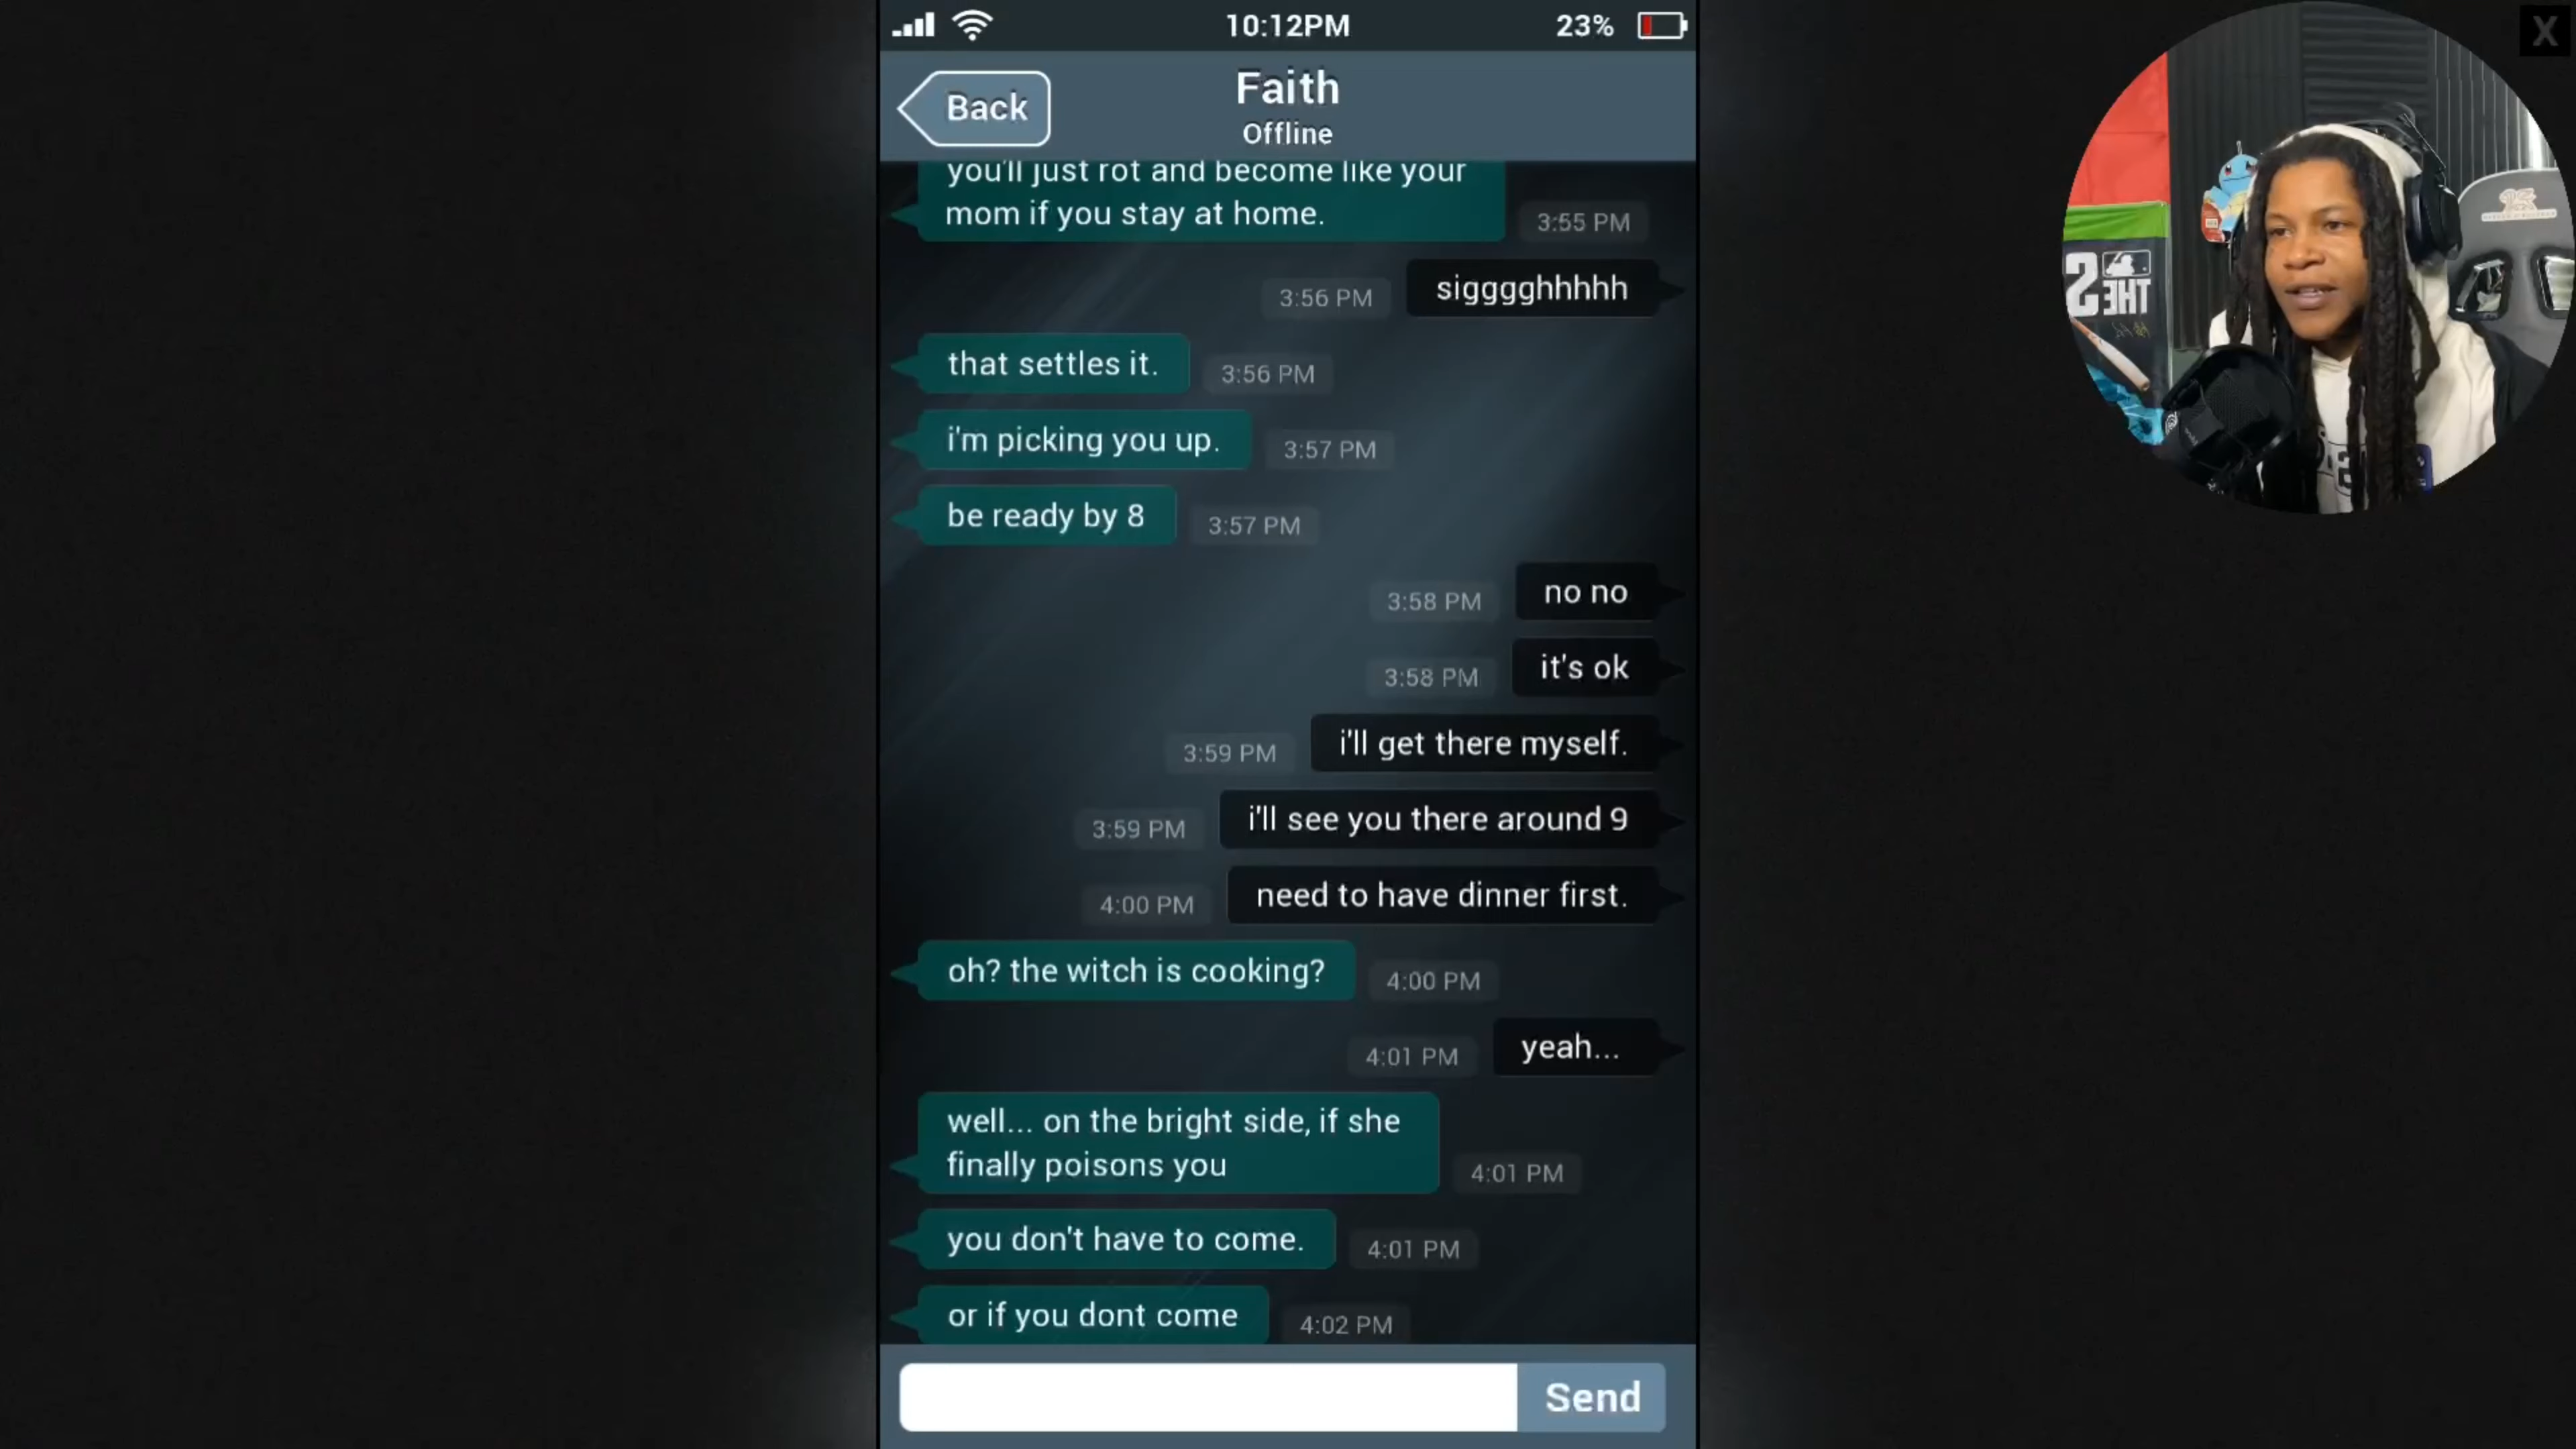 10:12PM
23%
X
Back
Faith
Offline
you'll just rot and become like your
mom if you stay at home.
3:55 PM
3:56 PM
sigggghhhhh
that settles it.
3:56 PM
i'm picking you up.
3:57 PM
be ready by 8
3:57 PM
3:58 PM
no no
3:58 PM
it's ok
3:59 PM
i'll get there myself.
3:59 PM
i'll see you there around 9
4:00 PM
need to have dinner first.
oh? the witch is cooking?
4:00 PM
4:01 PM
yeah...
well... on the bright side, if she
finally poisons you
4:01 PM
you don't have to come.
4:01 PM
or if you dont come
4:02 PM
Send
THE
S